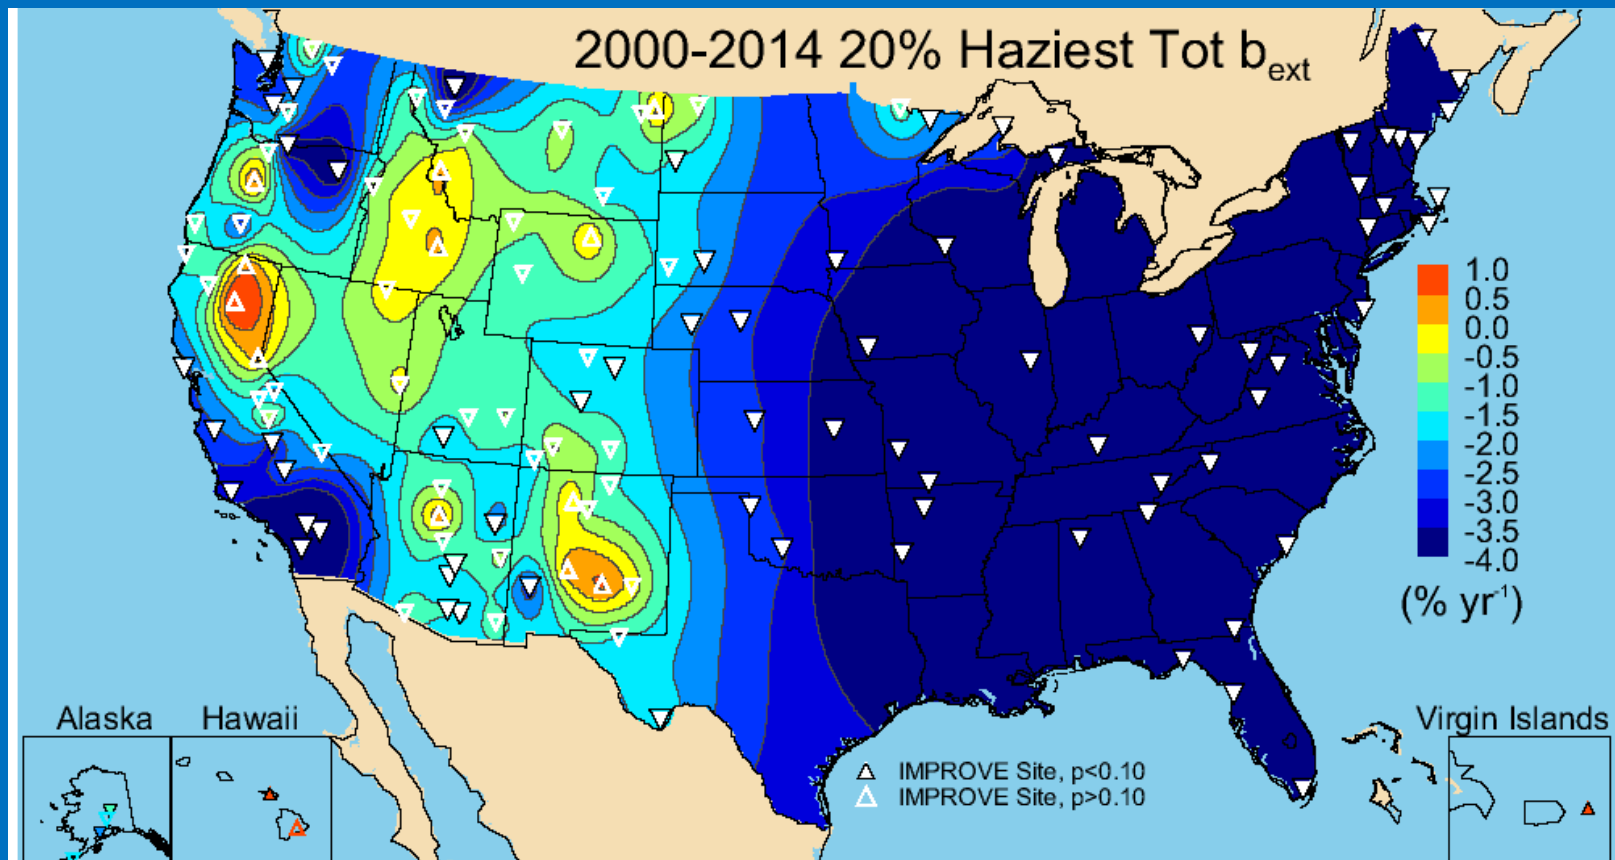 2000-2014 20% Haziest Tot bext
1.0
0.5
0.0
-0.5
-1.0
-1.5
-2.0
-2.5
-3.0
-3.5
-4.0
(% yr-1)
Alaska
Hawaii
Virgin Islands
IMPROVE Site, p<0.10
IMPROVE Site, p>0.10